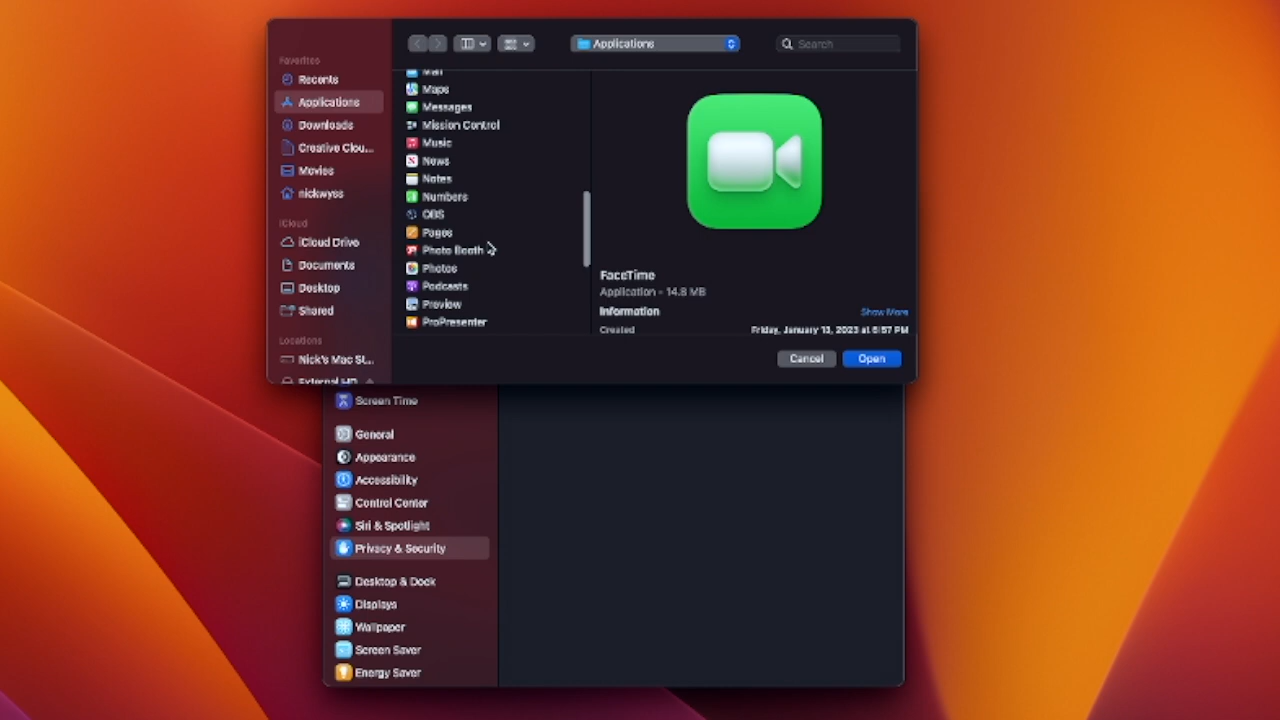 Applications
Search
Favorites
Recents
Applications
Downloads
Creative Clou...
Movies
nickwyss
iCloud
iCloud Drive
Documents
Desktop
Shared
Locations
Nick's Mac St...
External HD
Mail
Maps
Messages
Mission Control
Music
News
Notes
Numbers
OBS
Pages
Photo Booth
Photos
Podcasts
Preview
ProPresenter
FaceTime
Application - 14.8 MB
Information
Show More
Created
Friday, January 13, 2023 at 6:57 PM
Cancel
Open
Screen Time
General
Appearance
Accessibility
Control Center
Siri & Spotlight
Privacy & Security
Desktop & Dock
Displays
Wallpaper
Screen Saver
Energy Saver